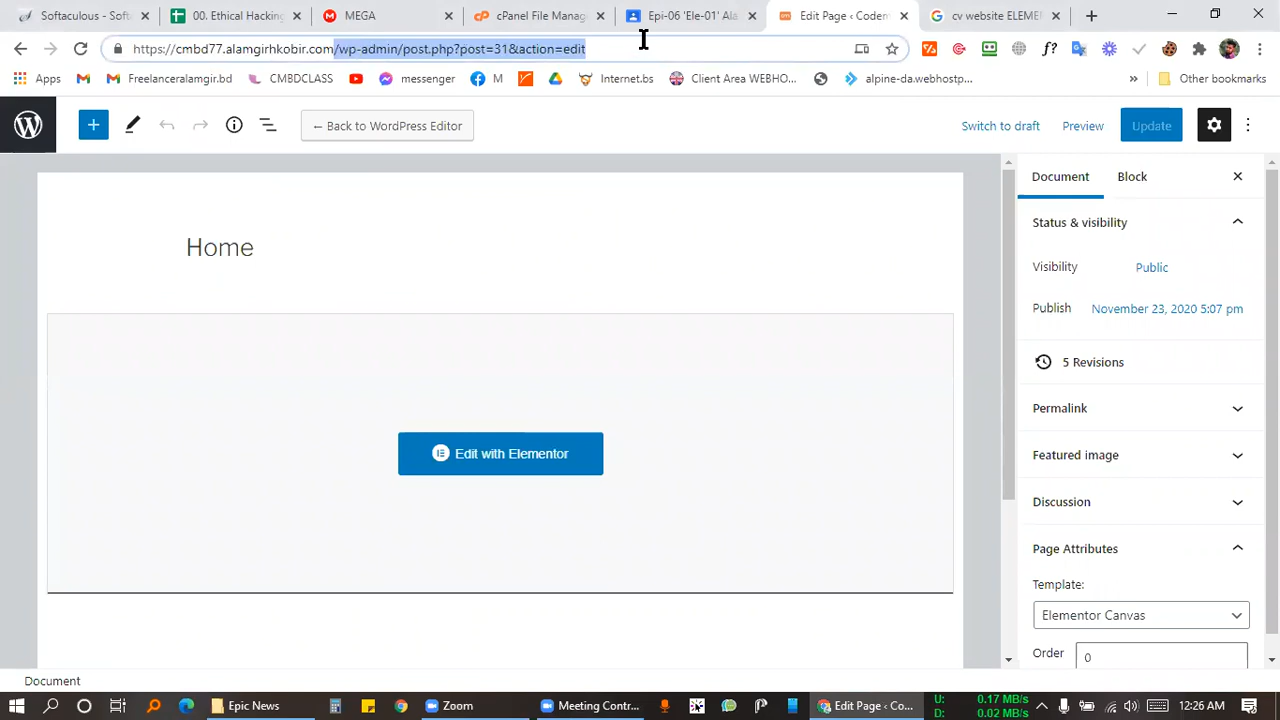 Softaculous - Softac
00. Ethical Hacking
MEGA
cPanel File Manag
Epi-06 'Ele-01' Ala
Edit Page ‹ Codem
cv website ELEME
https://cmbd77.alamgirhkobir.com/wp-admin/post.php?post=31&action=edit
Apps
Freelanceralamgir.bd
CMBDCLASS
messenger
M
Internet.bs
Client Area WEBHO...
alpine-da.webhostp...
»
Other bookmarks
← Back to WordPress Editor
Switch to draft
Preview
Update
Home
Edit with Elementor
Document
Block
Status & visibility
Visibility
Public
Publish
November 23, 2020 5:07 pm
5 Revisions
Permalink
Featured image
Discussion
Page Attributes
Template:
Elementor Canvas
Order
0
Document
Epic News
Zoom
Meeting Contr...
Edit Page ‹ Co...
U: 0.17 MB/s
D: 0.02 MB/s
12:26 AM